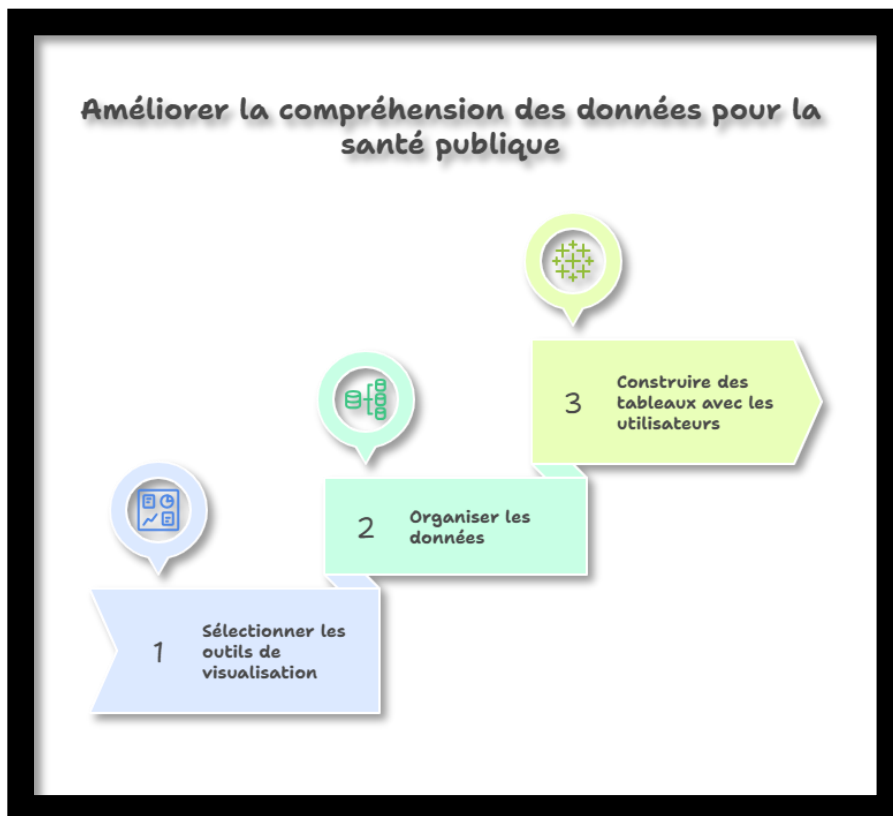 Améliorer la compréhension des données pour la
santé publique
3
Construire des
tableaux avec les
utilisateurs
2
Organiser les
données
1
Sélectionner les
outils de
visualisation